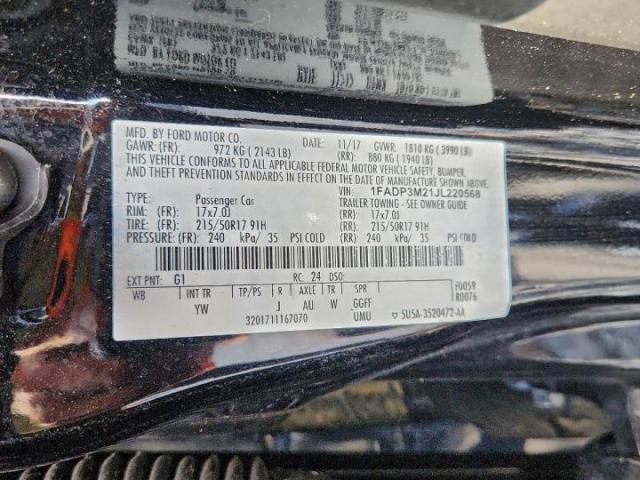 MFD. BY FORD MOTOR CO.
DATE: 11/17 GVWR: 1810 KG ( 3990 LB)
GAWR: (FR): 972 KG ( 2143 LB) (RR): 880 KG ( 1940 LB)
THIS VEHICLE CONFORMS TO ALL APPLICABLE FEDERAL MOTOR VEHICLE SAFETY, BUMPER,
AND THEFT PREVENTION STANDARDS IN EFFECT ON THE DATE OF MANUFACTURE SHOWN ABOVE.
VIN: 1FADP3M21JL220568
TYPE: Passenger Car TRAILER TOWING - SEE OWNER GUIDE
RIM: (FR): 17x7.0J (RR): 17x7.0J
TIRE: (FR): 215/50R17 91H (RR): 215/50R17 91H
PRESSURE: (FR): 240 kPa/ 35 PSI COLD (RR): 240 kPa/ 35 PSI COLD
EXT PNT: G1 RC: 24 DSO: F0059
WB INT TR TP/PS R AXLE TR SPR R0076
YW J AU W GGFF
3201711167070 UMU ▽ SU5A-3520472-AA